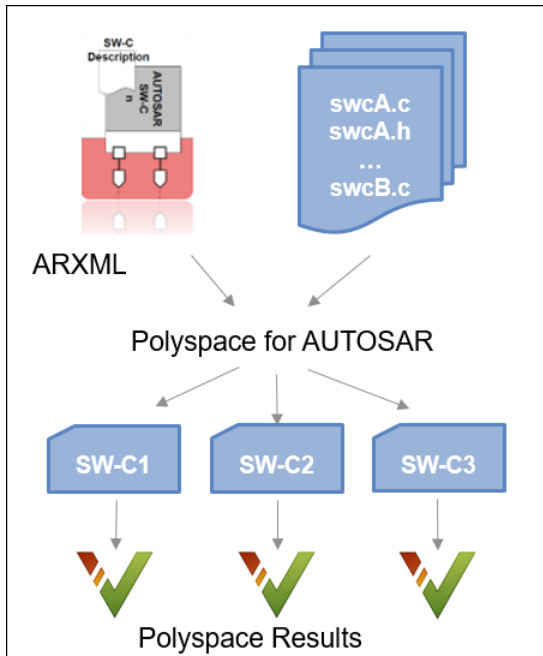 SW-C
Description
AUTOSAR
SW-C
n
swcA.c
swcA.h
...
swcB.c
ARXML
Polyspace for AUTOSAR
SW-C1
SW-C2
SW-C3
Polyspace Results